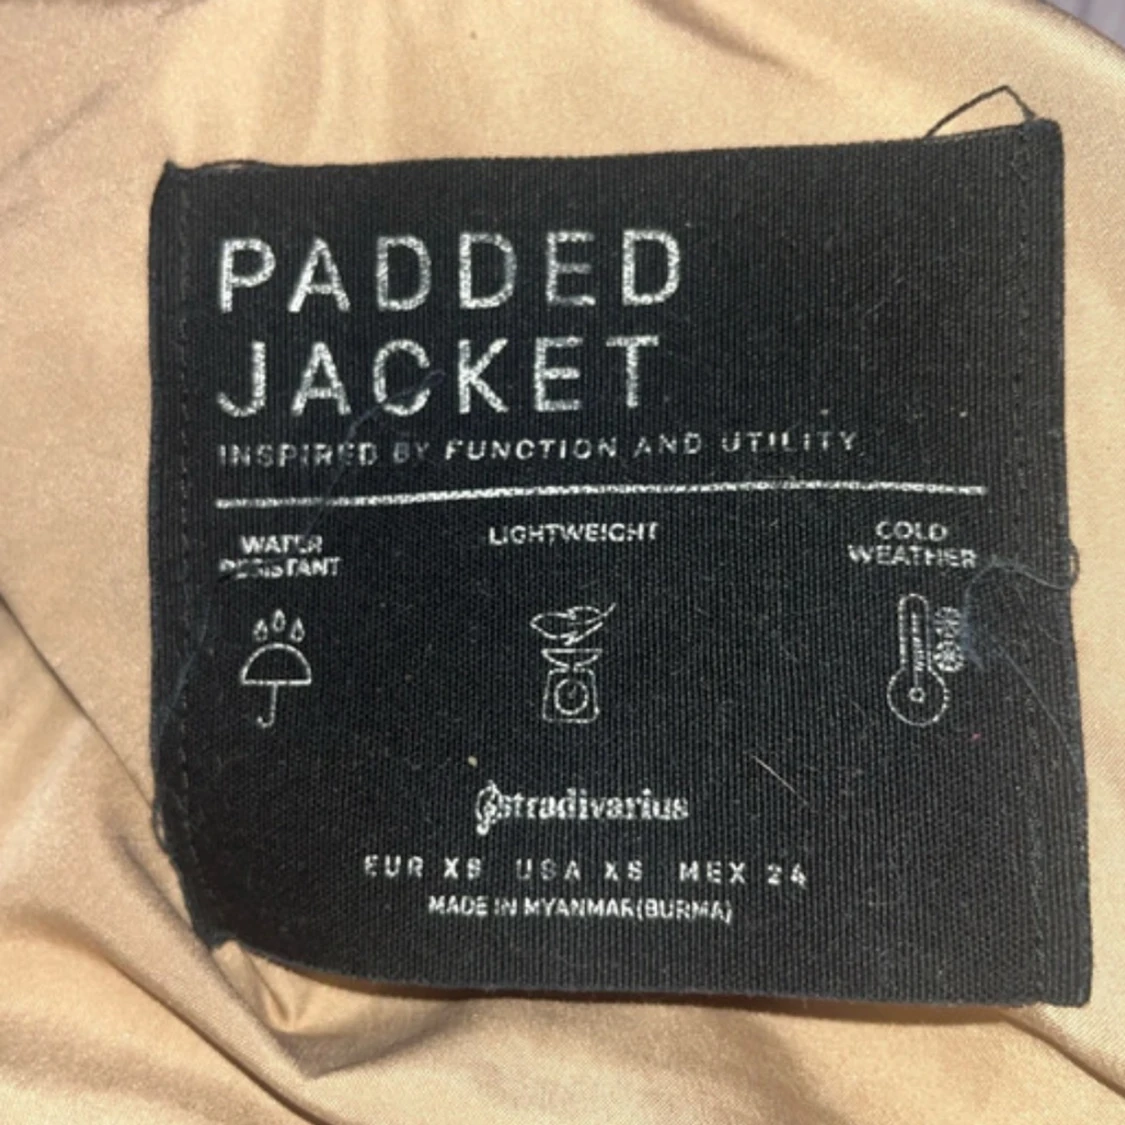 PADDED
JACKET
INSPIRED BY FUNCTION AND UTILITY
WATER
RESISTANT
LIGHTWEIGHT
COLD
WEATHER
stradivarius
EUR XS USA XS MEX 24
MADE IN MYANMAR(BURMA)